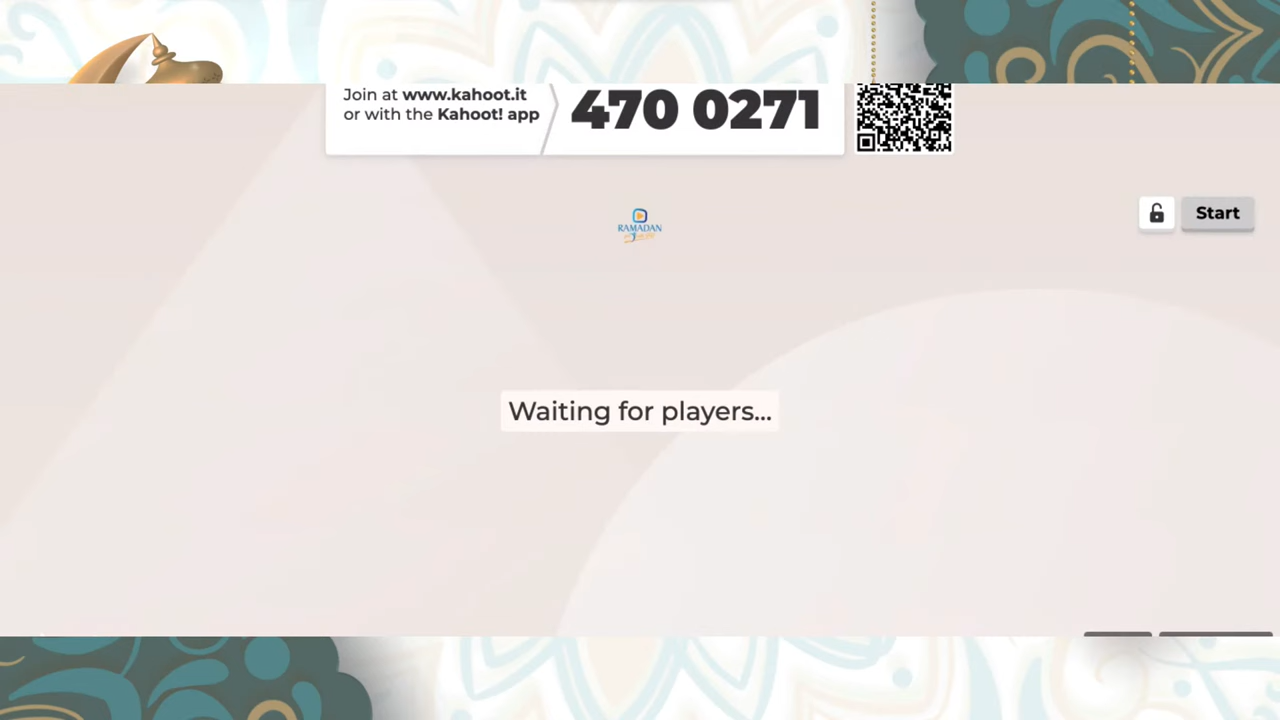 Join at www.kahoot.it
or with the Kahoot! app
470 0271
RAMADAN
Start
Waiting for players...